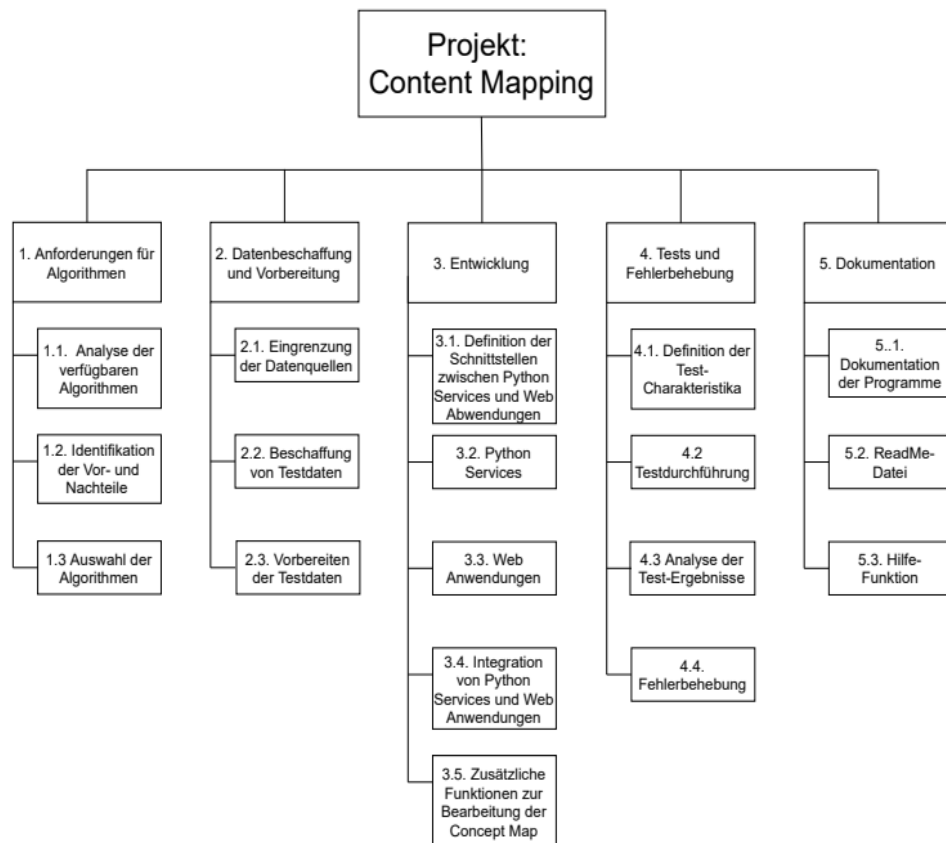 Projekt:
Content Mapping
1. Anforderungen für
Algorithmen
1.1. Analyse der
verfügbaren
Algorithmen
1.2. Identifikation
der Vor- und
Nachteile
1.3 Auswahl der
Algorithmen
2. Datenbeschaffung
und Vorbereitung
2.1. Eingrenzung
der Datenquellen
2.2. Beschaffung
von Testdaten
2.3. Vorbereiten
der Testdaten
3. Entwicklung
3.1. Definition der
Schnittstellen
zwischen Python
Services und Web
Abwendungen
3.2. Python
Services
3.3. Web
Anwendungen
3.4. Integration
von Python
Services und Web
Anwendungen
3.5. Zusätzliche
Funktionen zur
Bearbeitung der
Concept Map
4. Tests und
Fehlerbehebung
4.1. Definition der
Test-
Charakteristika
4.2
Testdurchführung
4.3 Analyse der
Test-Ergebnisse
4.4.
Fehlerbehebung
5. Dokumentation
5..1.
Dokumentation
der Programme
5.2. ReadMe-
Datei
5.3. Hilfe-
Funktion